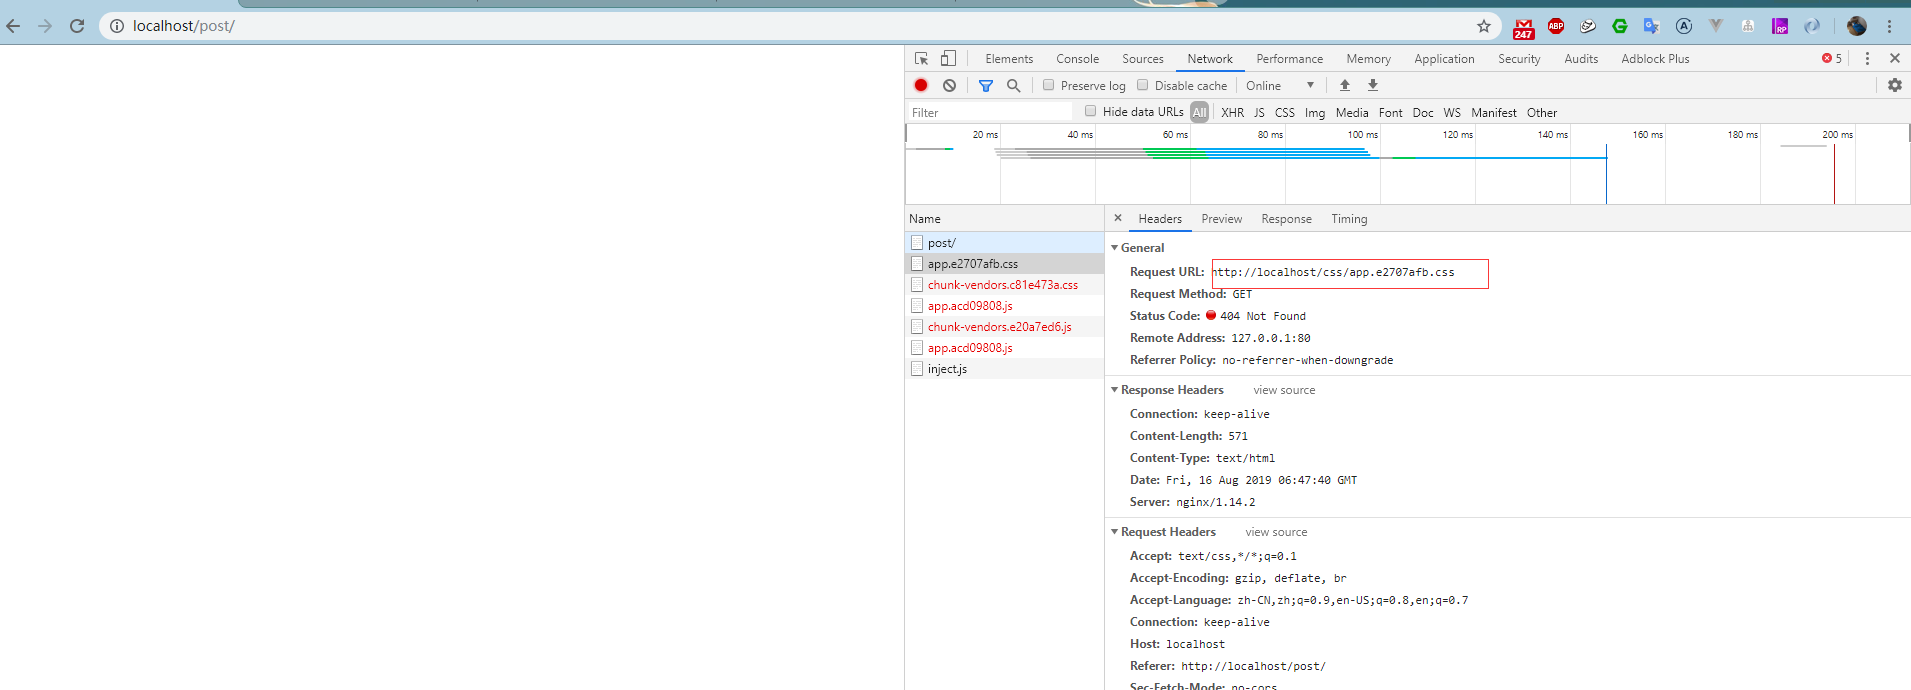 localhost/post/
247
ABP
G
A
RP
Elements Console Sources Network Performance Memory Application Security Audits Adblock Plus 5
Preserve log Disable cache Online
Filter Hide data URLs All XHR JS CSS Img Media Font Doc WS Manifest Other
20 ms 40 ms 60 ms 80 ms 100 ms 120 ms 140 ms 160 ms 180 ms 200 ms
Name
post/
app.e2707afb.css
chunk-vendors.c81e473a.css
app.acd09808.js
chunk-vendors.e20a7ed6.js
app.acd09808.js
inject.js
Headers Preview Response Timing
General
Request URL: http://localhost/css/app.e2707afb.css
Request Method: GET
Status Code: 404 Not Found
Remote Address: 127.0.0.1:80
Referrer Policy: no-referrer-when-downgrade
Response Headers view source
Connection: keep-alive
Content-Length: 571
Content-Type: text/html
Date: Fri, 16 Aug 2019 06:47:40 GMT
Server: nginx/1.14.2
Request Headers view source
Accept: text/css,*/*;q=0.1
Accept-Encoding: gzip, deflate, br
Accept-Language: zh-CN,zh;q=0.9,en-US;q=0.8,en;q=0.7
Connection: keep-alive
Host: localhost
Referer: http://localhost/post/
Sec-Fetch-Mode: no-cors